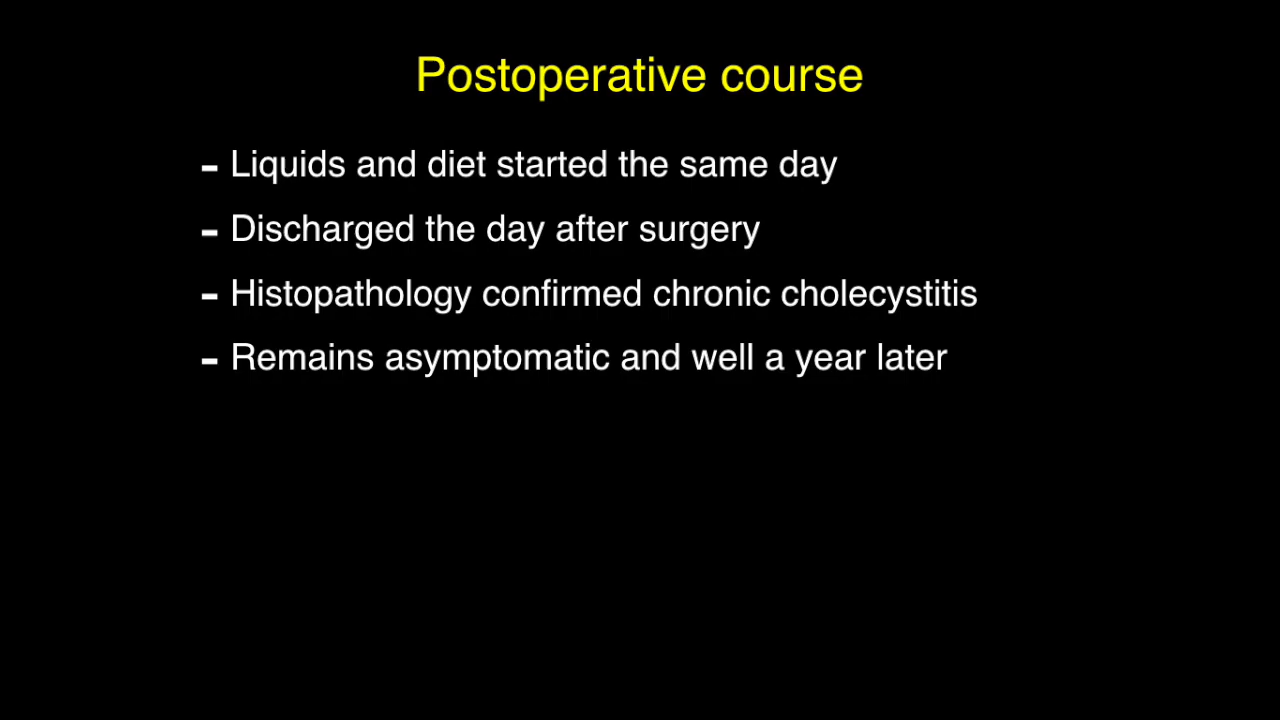 Postoperative course
- Liquids and diet started the same day
- Discharged the day after surgery
- Histopathology confirmed chronic cholecystitis
- Remains asymptomatic and well a year later